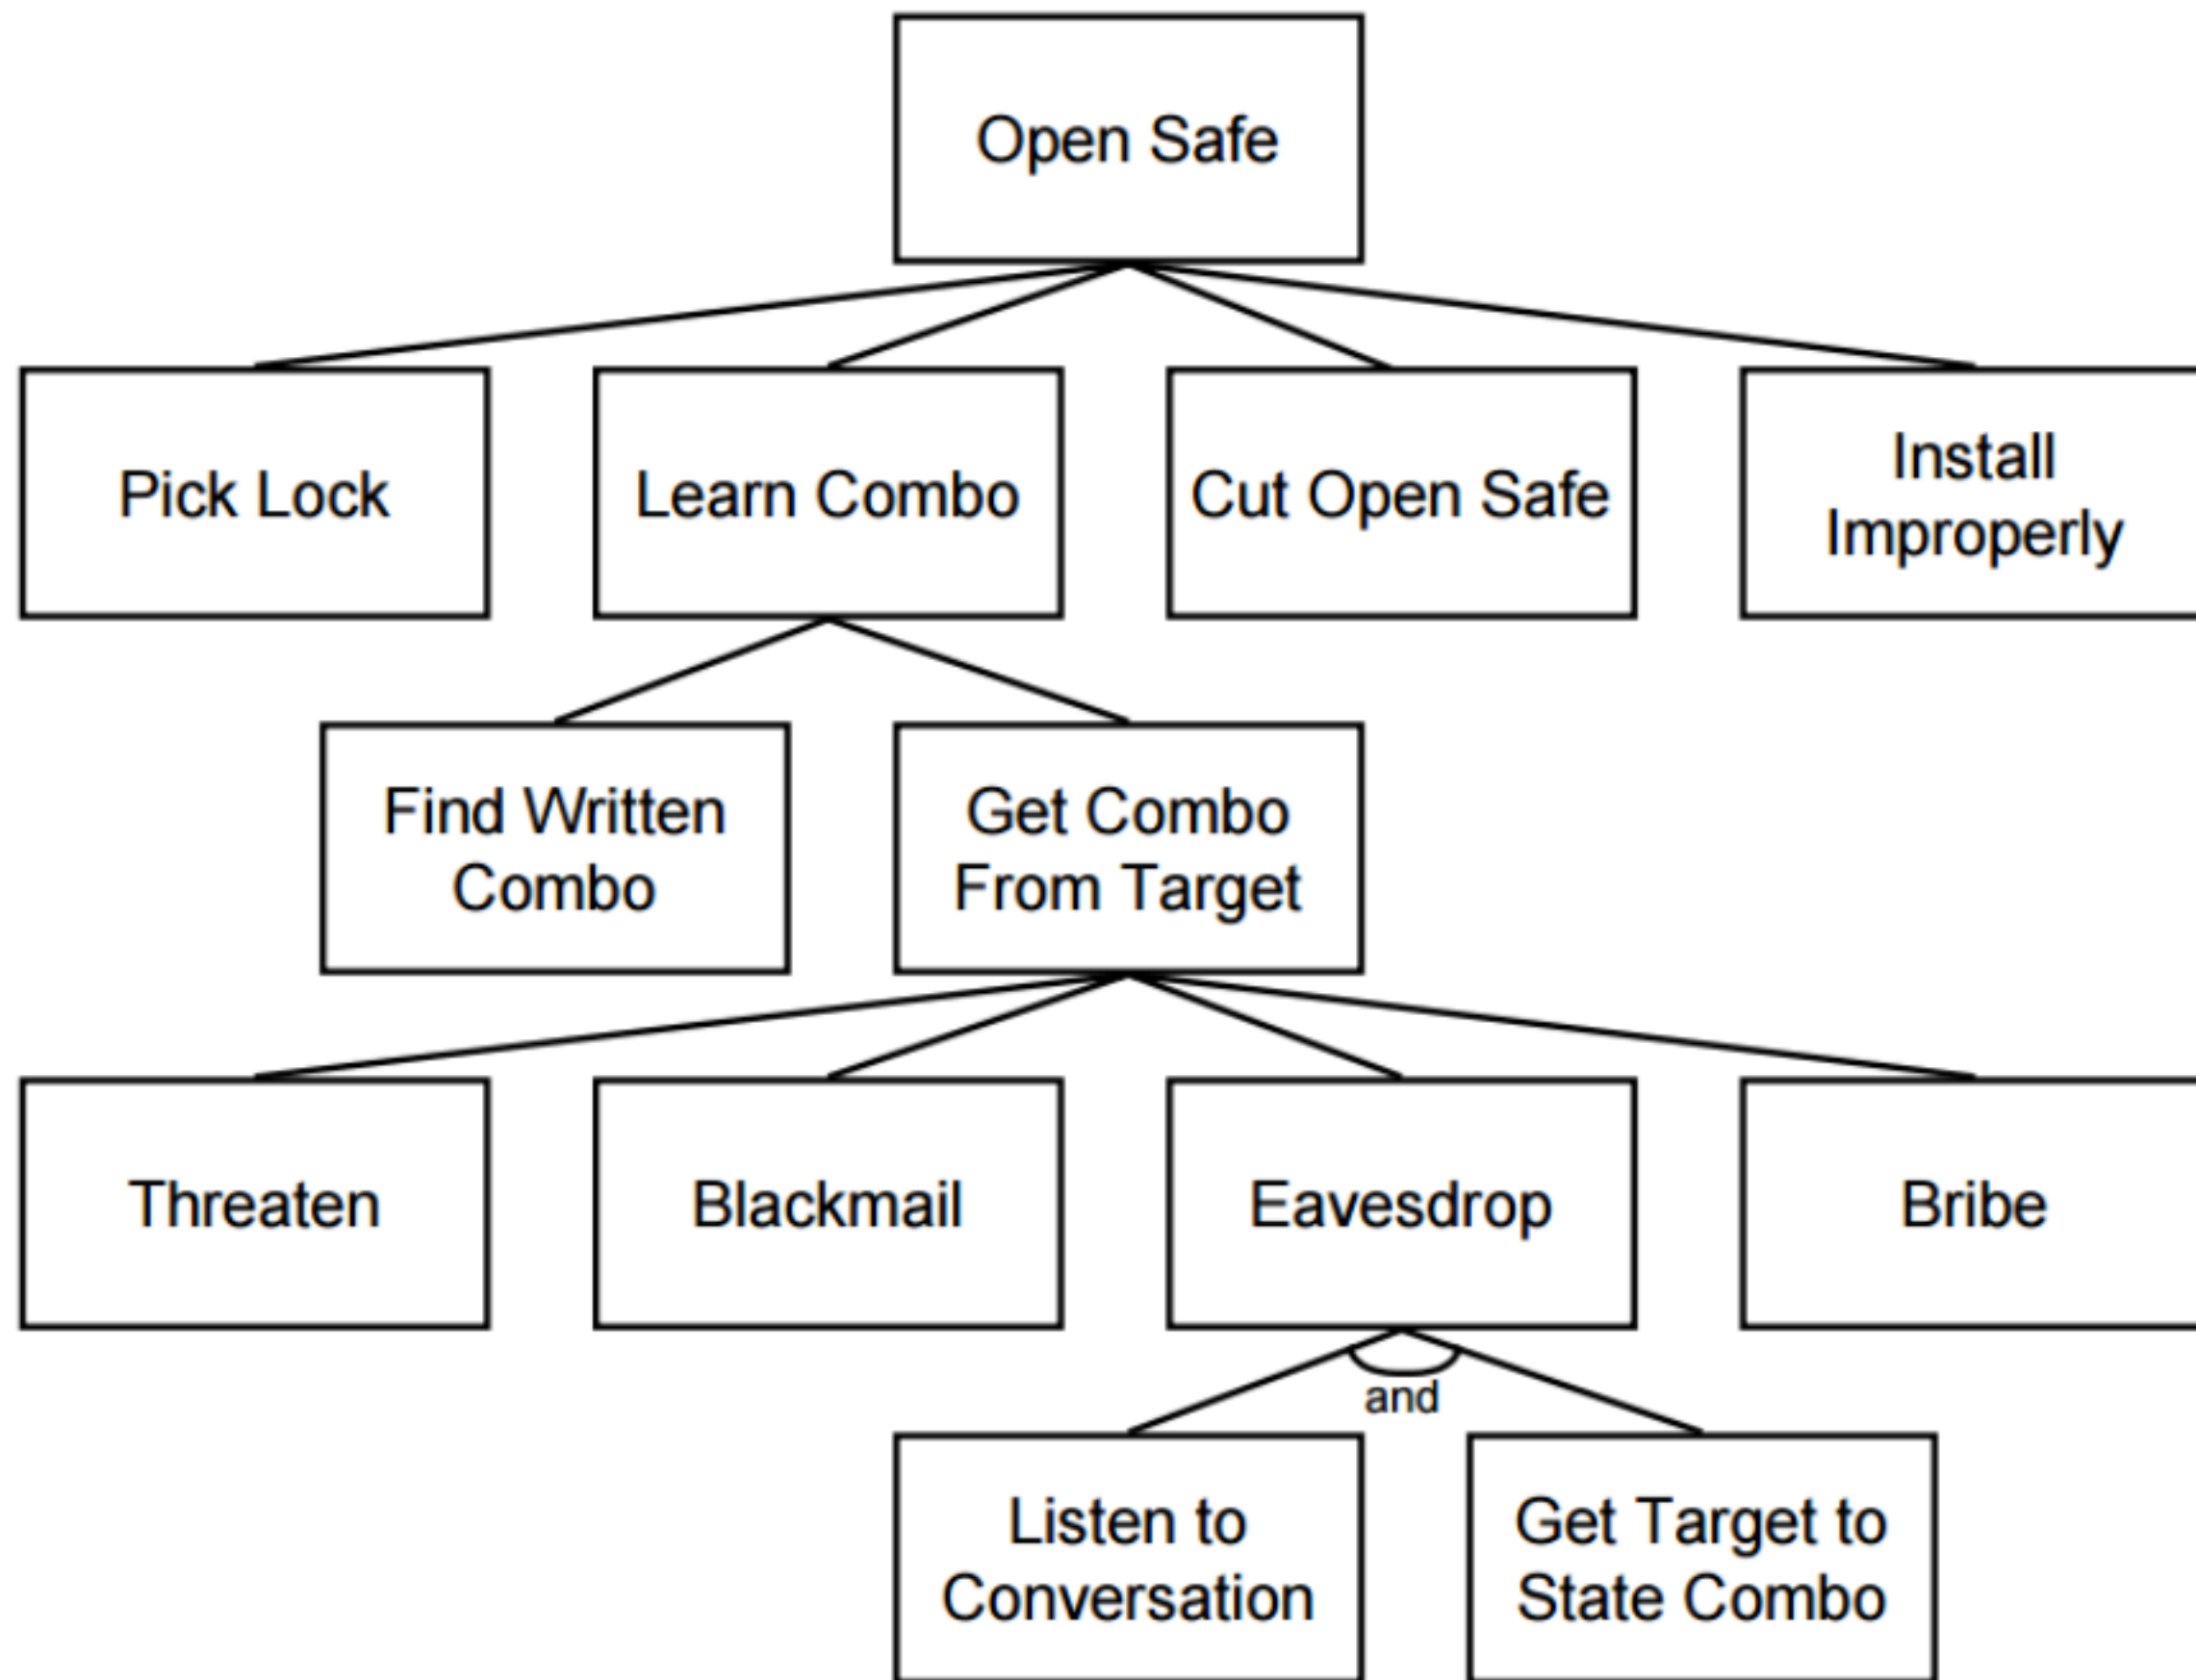 Open Safe
Pick Lock
Learn Combo
Cut Open Safe
Install
Improperly
Find Written
Combo
Get Combo
From Target
Threaten
Blackmail
Eavesdrop
Bribe
and
Listen to
Conversation
Get Target to
State Combo